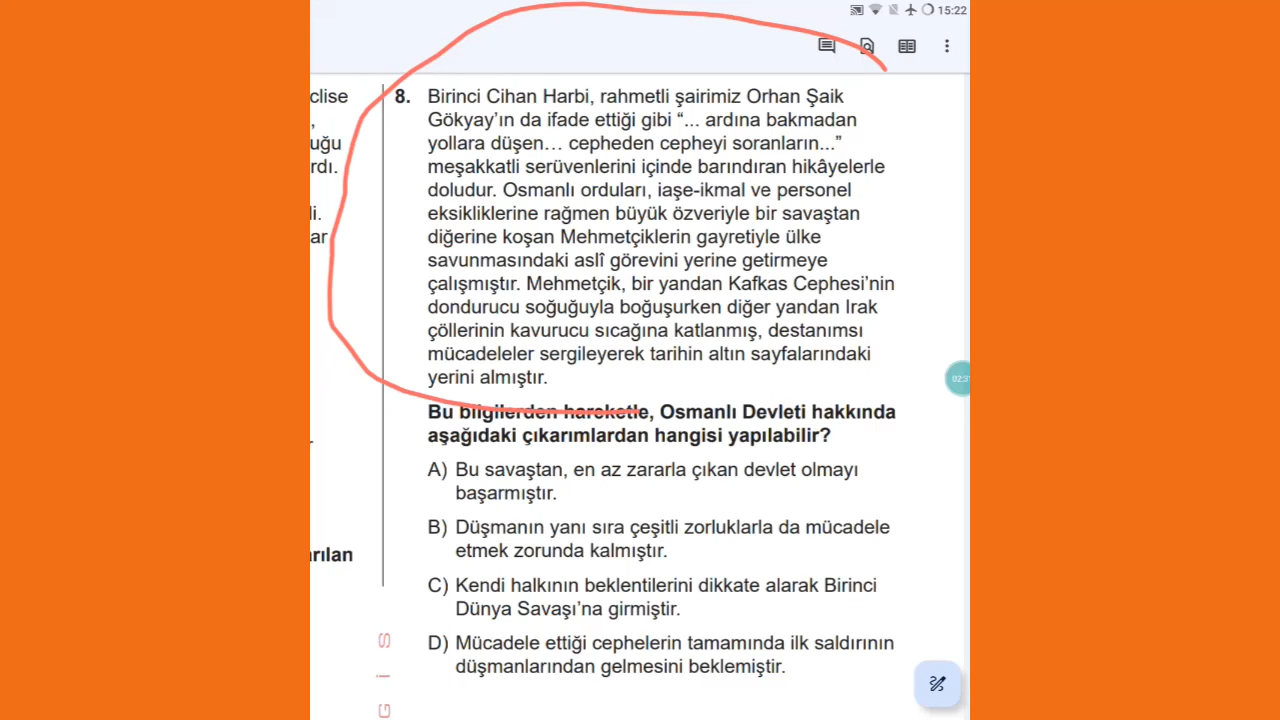 15:22
clise
,
uğu
rdı.
li.
ar
r
ırılan
G İ S
8. Birinci Cihan Harbi, rahmetli şairimiz Orhan Şaik
Gökyay’ın da ifade ettiği gibi “... ardına bakmadan
yollara düşen… cepheden cepheyi soranların...”
meşakkatli serüvenlerini içinde barındıran hikâyelerle
doludur. Osmanlı orduları, iaşe-ikmal ve personel
eksikliklerine rağmen büyük özveriyle bir savaştan
diğerine koşan Mehmetçiklerin gayretiyle ülke
savunmasındaki aslî görevini yerine getirmeye
çalışmıştır. Mehmetçik, bir yandan Kafkas Cephesi’nin
dondurucu soğuğuyla boğuşurken diğer yandan Irak
çöllerinin kavurucu sıcağına katlanmış, destanımsı
mücadeleler sergileyerek tarihin altın sayfalarındaki
yerini almıştır.
Bu bilgilerden hareketle, Osmanlı Devleti hakkında
aşağıdaki çıkarımlardan hangisi yapılabilir?
A) Bu savaştan, en az zararla çıkan devlet olmayı
başarmıştır.
B) Düşmanın yanı sıra çeşitli zorluklarla da mücadele
etmek zorunda kalmıştır.
C) Kendi halkının beklentilerini dikkate alarak Birinci
Dünya Savaşı’na girmiştir.
D) Mücadele ettiği cephelerin tamamında ilk saldırının
düşmanlarından gelmesini beklemiştir.